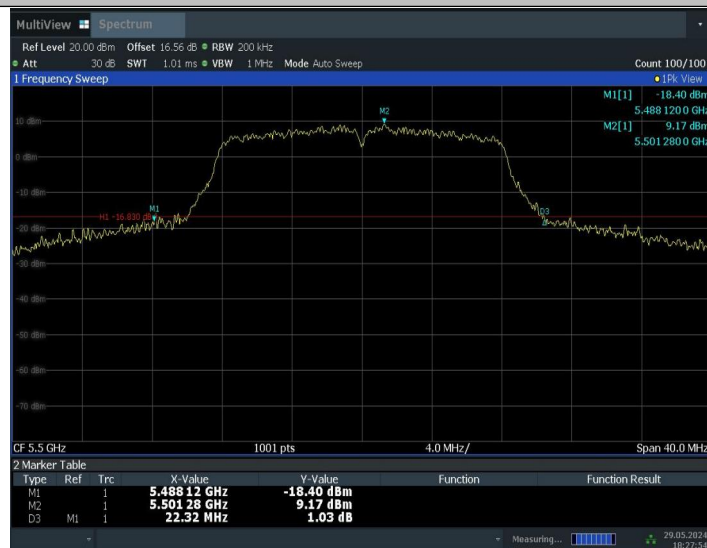 MultiView Spectrum
Ref Level 20.00 dBm Offset 16.56 dB RBW 200 kHz
Att 30 dB SWT 1.01 ms VBW 1 MHz Mode Auto Sweep Count 100/100
1 Frequency Sweep 1Pk View
M1[1] -18.40 dBm
5.488 1200 GHz
M2[1] 9.17 dBm
5.501 2800 GHz
M2
10 dBm
0 dBm
-10 dBm
M1
H1 -16.830 dB
D3
-20 dBm
-30 dBm
-40 dBm
-50 dBm
-60 dBm
-70 dBm
CF 5.5 GHz 1001 pts 4.0 MHz/ Span 40.0 MHz
2 Marker Table
Type Ref Trc X-Value Y-Value Function Function Result
M1 1 5.488 12 GHz -18.40 dBm
M2 1 5.501 28 GHz 9.17 dBm
D3 M1 1 22.32 MHz 1.03 dB
Measuring... 29.05.2024
18:27:54